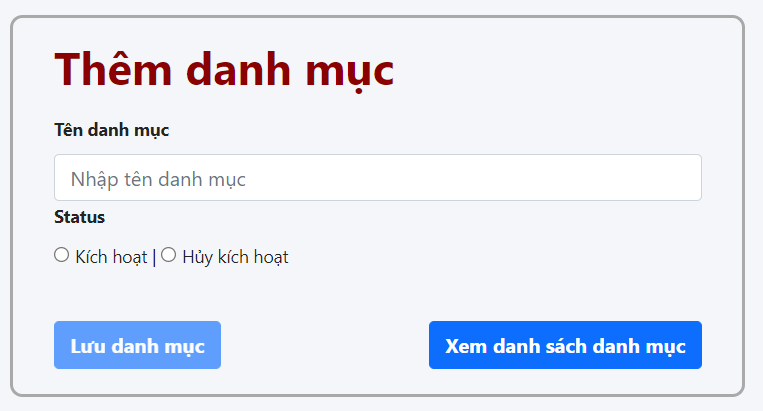 Thêm danh mục
Tên danh mục
Nhập tên danh mục
Status
Kích hoạt | Hủy kích hoạt
Lưu danh mục Xem danh sách danh mục